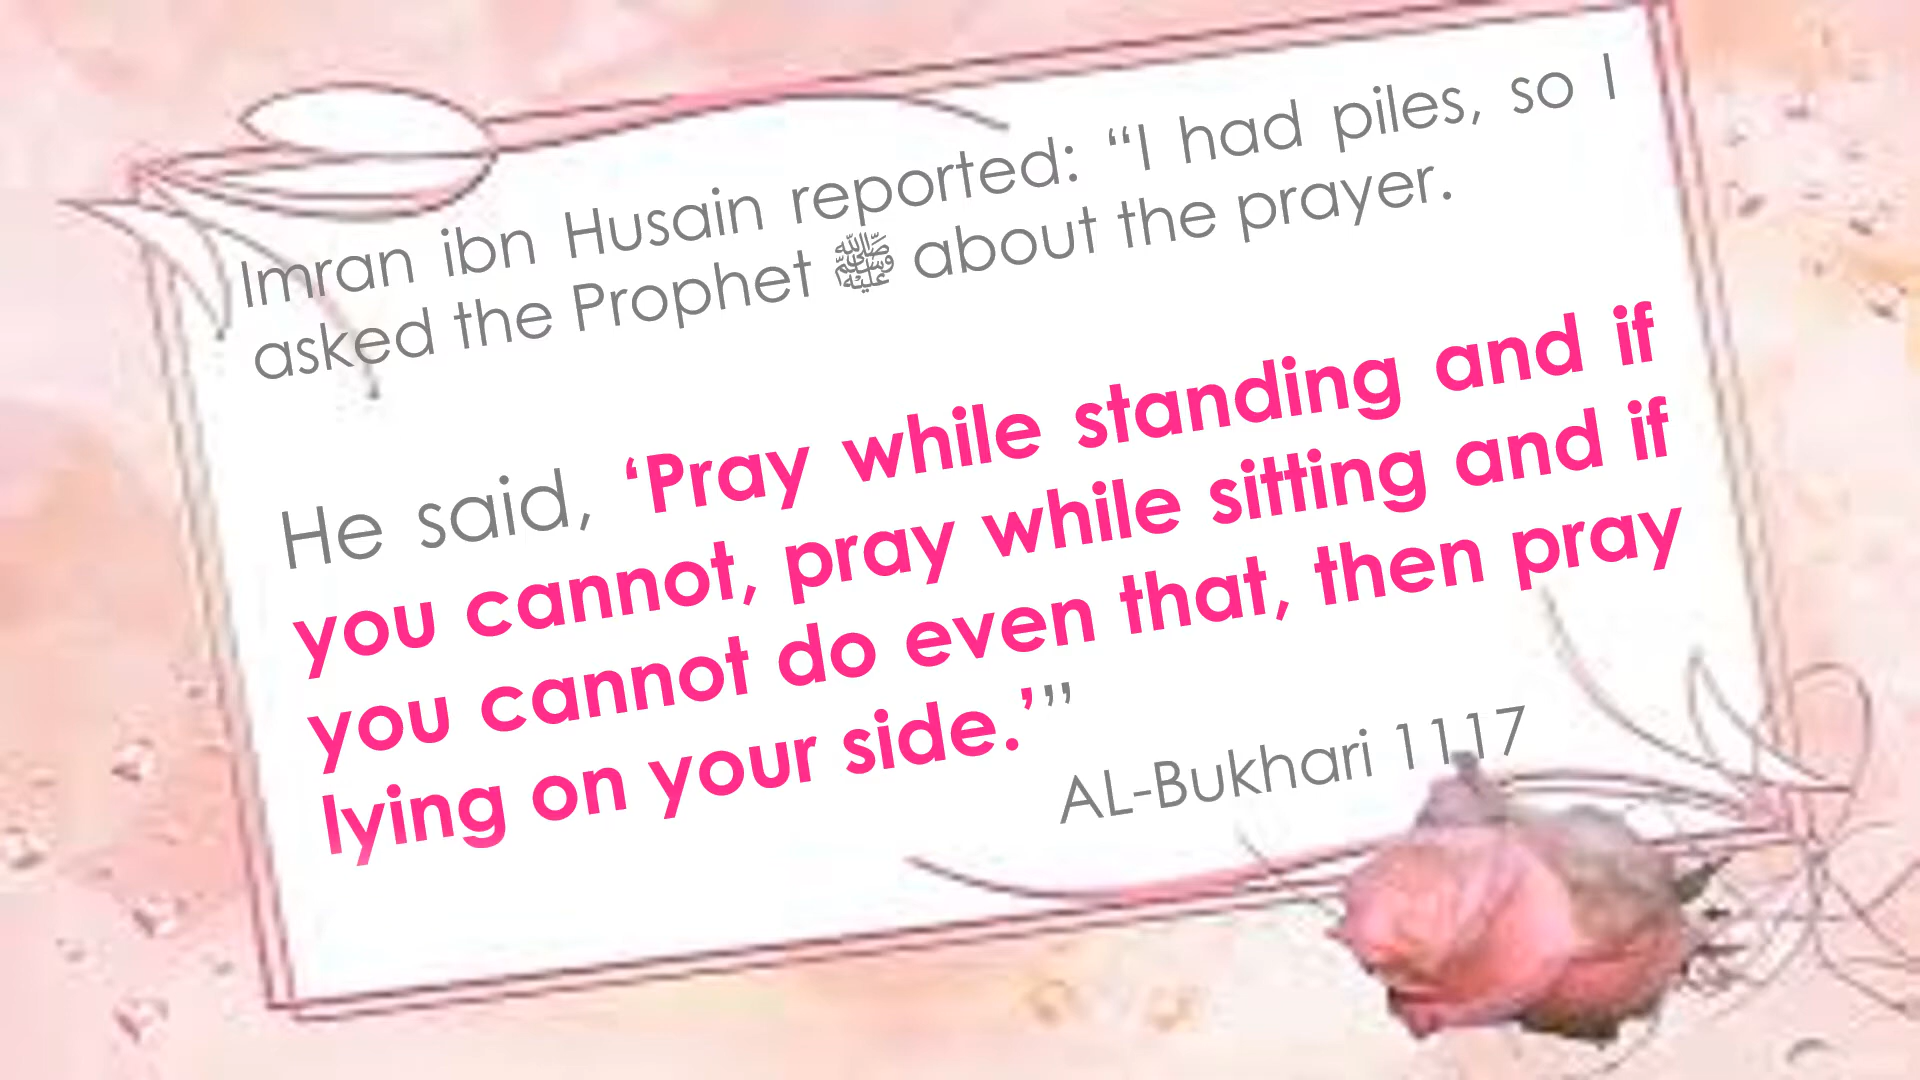 Imran ibn Husain reported: “I had piles, so I
asked the Prophet ﷺ about the prayer.
He said, ‘Pray while standing and if
you cannot, pray while sitting and if
you cannot do even that, then pray
lying on your side.’”
AL-Bukhari 1117